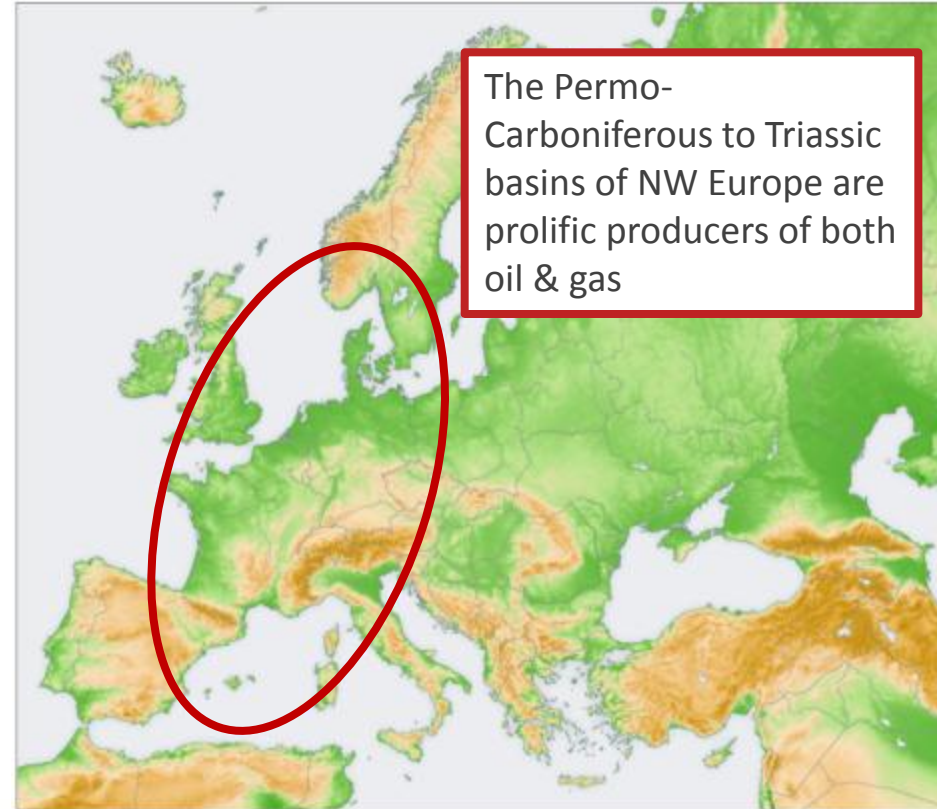 The Permo-
Carboniferous to Triassic
basins of NW Europe are
prolific producers of both
oil & gas